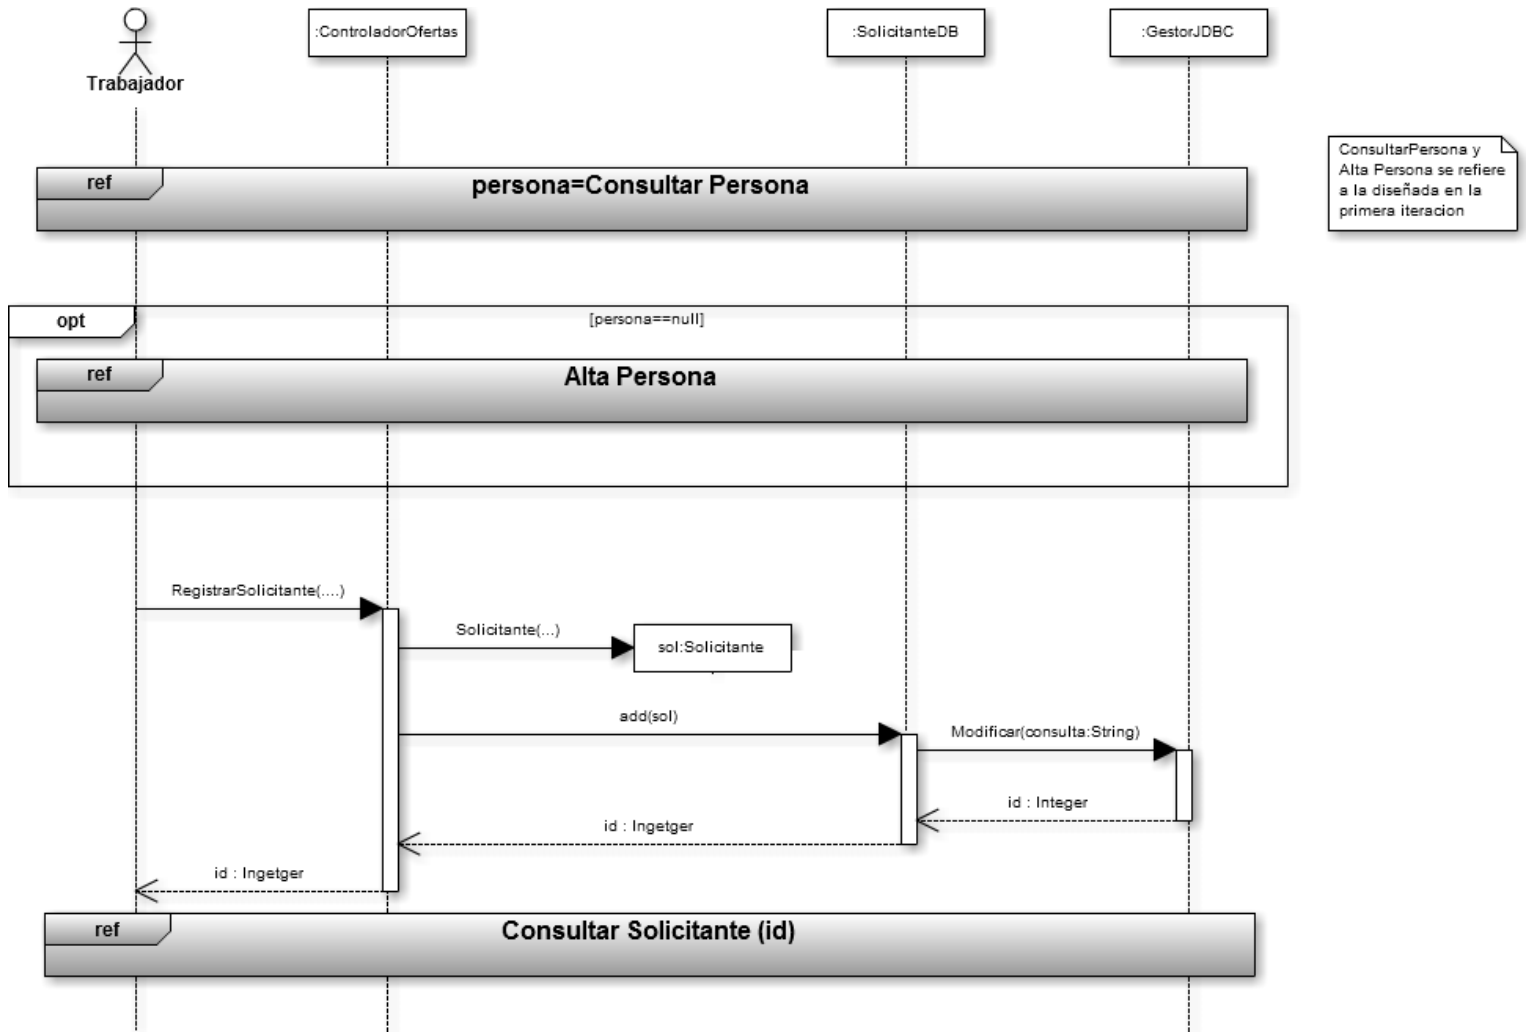 :ControladorOfertas
:SolicitanteDB
:GestorJDBC
Trabajador
ConsultarPersona y
Alta Persona se refiere
a la diseñada en la
primera iteracion
ref
persona=Consultar Persona
opt
[persona==null]
ref
Alta Persona
RegistrarSolicitante(....)
Solicitante(...)
sol:Solicitante
add(sol)
Modificar(consulta:String)
id : Integer
id : Ingetger
id : Ingetger
ref
Consultar Solicitante (id)